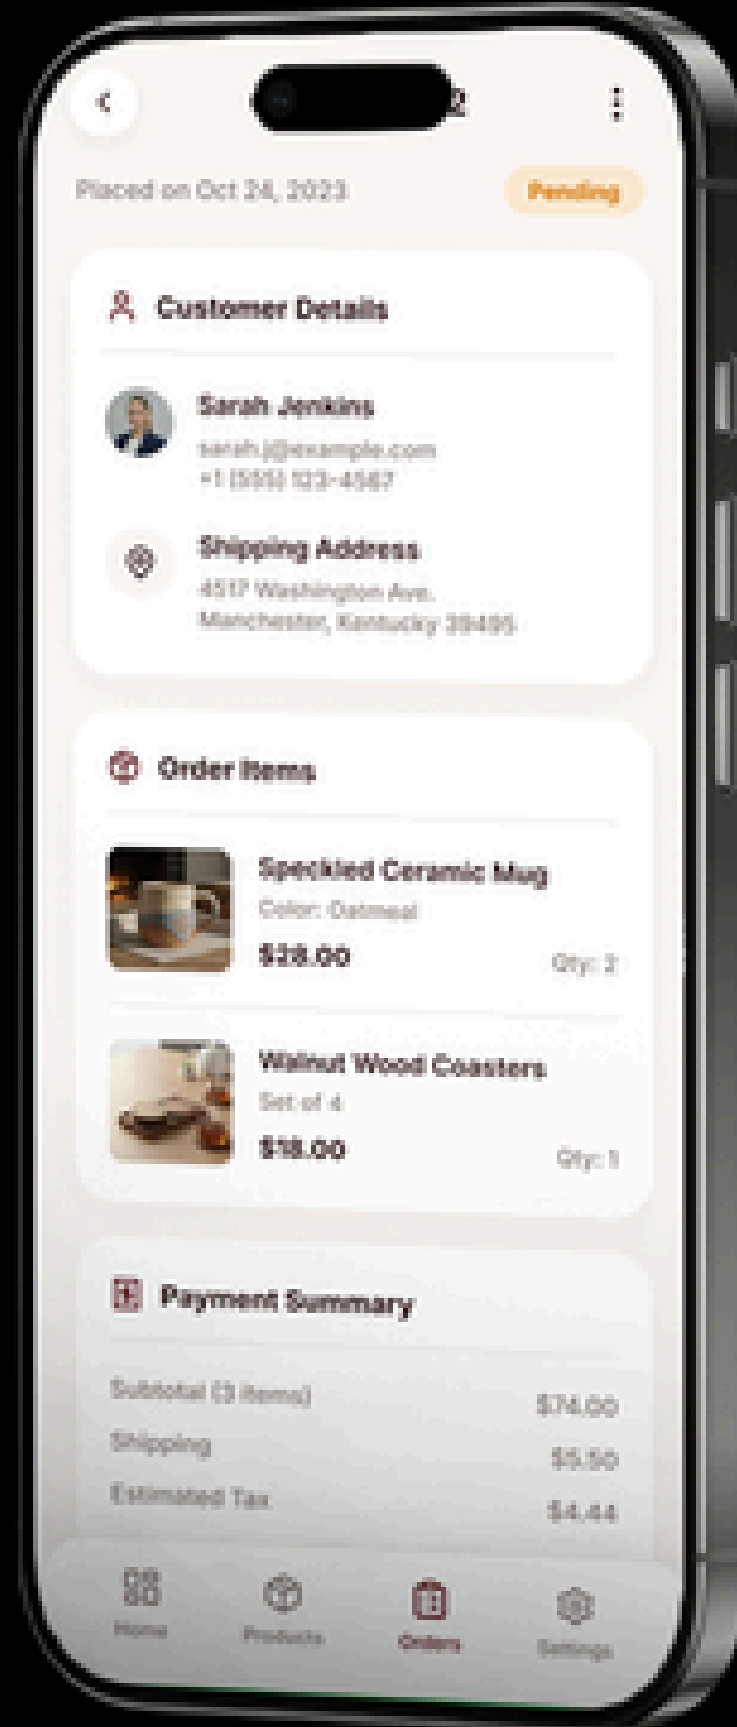 Placed on Oct 24, 2023
Pending
Customer Details
Sarah Jenkins
sarah.j@example.com
+1 (555) 123-4567
Shipping Address
4517 Washington Ave.
Manchester, Kentucky 39495
Order Items
Speckled Ceramic Mug
Color: Oatmeal
$28.00
Qty: 2
Walnut Wood Coasters
Set of 4
$18.00
Qty: 1
Payment Summary
Subtotal (3 items)
$74.00
Shipping
$5.50
Estimated Tax
$4.44
Home
Products
Orders
Settings